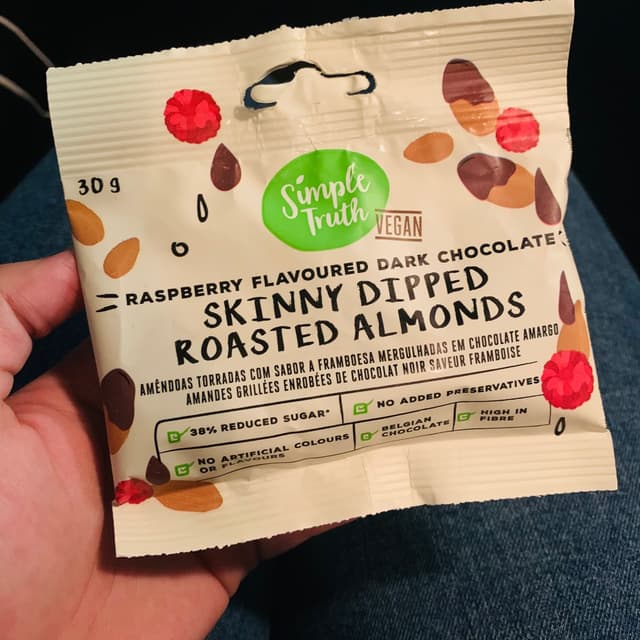 30 g
Simple
Truth
VEGAN
RASPBERRY FLAVOURED DARK CHOCOLATE
SKINNY DIPPED
ROASTED ALMONDS
AMÊNDOAS TORRADAS COM SABOR A FRAMBOESA MERGULHADAS EM CHOCOLATE AMARGO
AMANDES GRILLÉES ENROBÉES DE CHOCOLAT NOIR SAVEUR FRAMBOISE
38% REDUCED SUGAR*
NO ADDED PRESERVATIVES
NO ARTIFICIAL COLOURS
OR FLAVOURS
BELGIAN
CHOCOLATE
HIGH IN
FIBRE